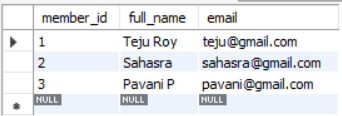 member_id full_name email
1 Teju Roy teju@gmail.com
2 Sahasra sahasra@gmail.com
3 Pavani P pavani@gmail.com
NULL NULL NULL